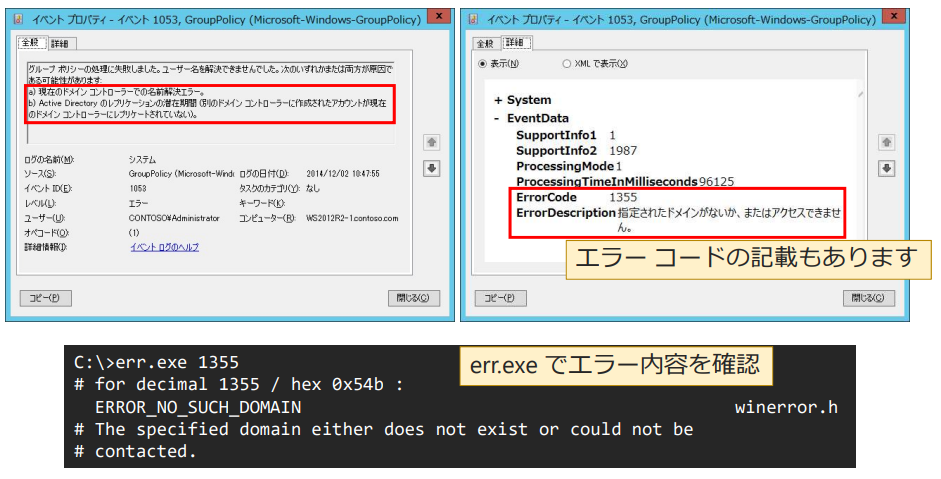 イベント プロパティ - イベント 1053, GroupPolicy (Microsoft-Windows-GroupPolicy)
全般 詳細
グループ ポリシーの処理に失敗しました。ユーザー名を解決できませんでした。次のいずれかまたは両方が原因で
ある可能性があります:
a) 現在のドメイン コントローラーでの名前解決エラー。
b) Active Directory のレプリケーションの潜在期間 (別のドメイン コントローラーに作成されたアカウントが現在
のドメイン コントローラーにレプリケートされていない)。
ログの名前(M): システム
ソース(S): GroupPolicy (Microsoft-Wind ログの日付(D): 2014/12/02 10:47:55
イベント ID(E): 1053 タスクのカテゴリ(Y): なし
レベル(L): エラー キーワード(K):
ユーザー(U): CONTOSO¥Administrator コンピューター(R): WS2012R2-1.contoso.com
オペコード(O): (1)
詳細情報(I): イベント ログのヘルプ
コピー(P) 閉じる(C)
イベント プロパティ - イベント 1053, GroupPolicy (Microsoft-Windows-GroupPolicy)
全般 詳細
表示(N) XML で表示(X)
+ System
- EventData
SupportInfo1 1
SupportInfo2 1987
ProcessingMode 1
ProcessingTimeInMilliseconds 96125
ErrorCode 1355
ErrorDescription 指定されたドメインがないか、またはアクセスできませ
ん。
エラー コードの記載もあります
コピー(P) 閉じる(C)
C:\>err.exe 1355
err.exe でエラー内容を確認
# for decimal 1355 / hex 0x54b :
ERROR_NO_SUCH_DOMAIN winerror.h
# The specified domain either does not exist or could not be
# contacted.